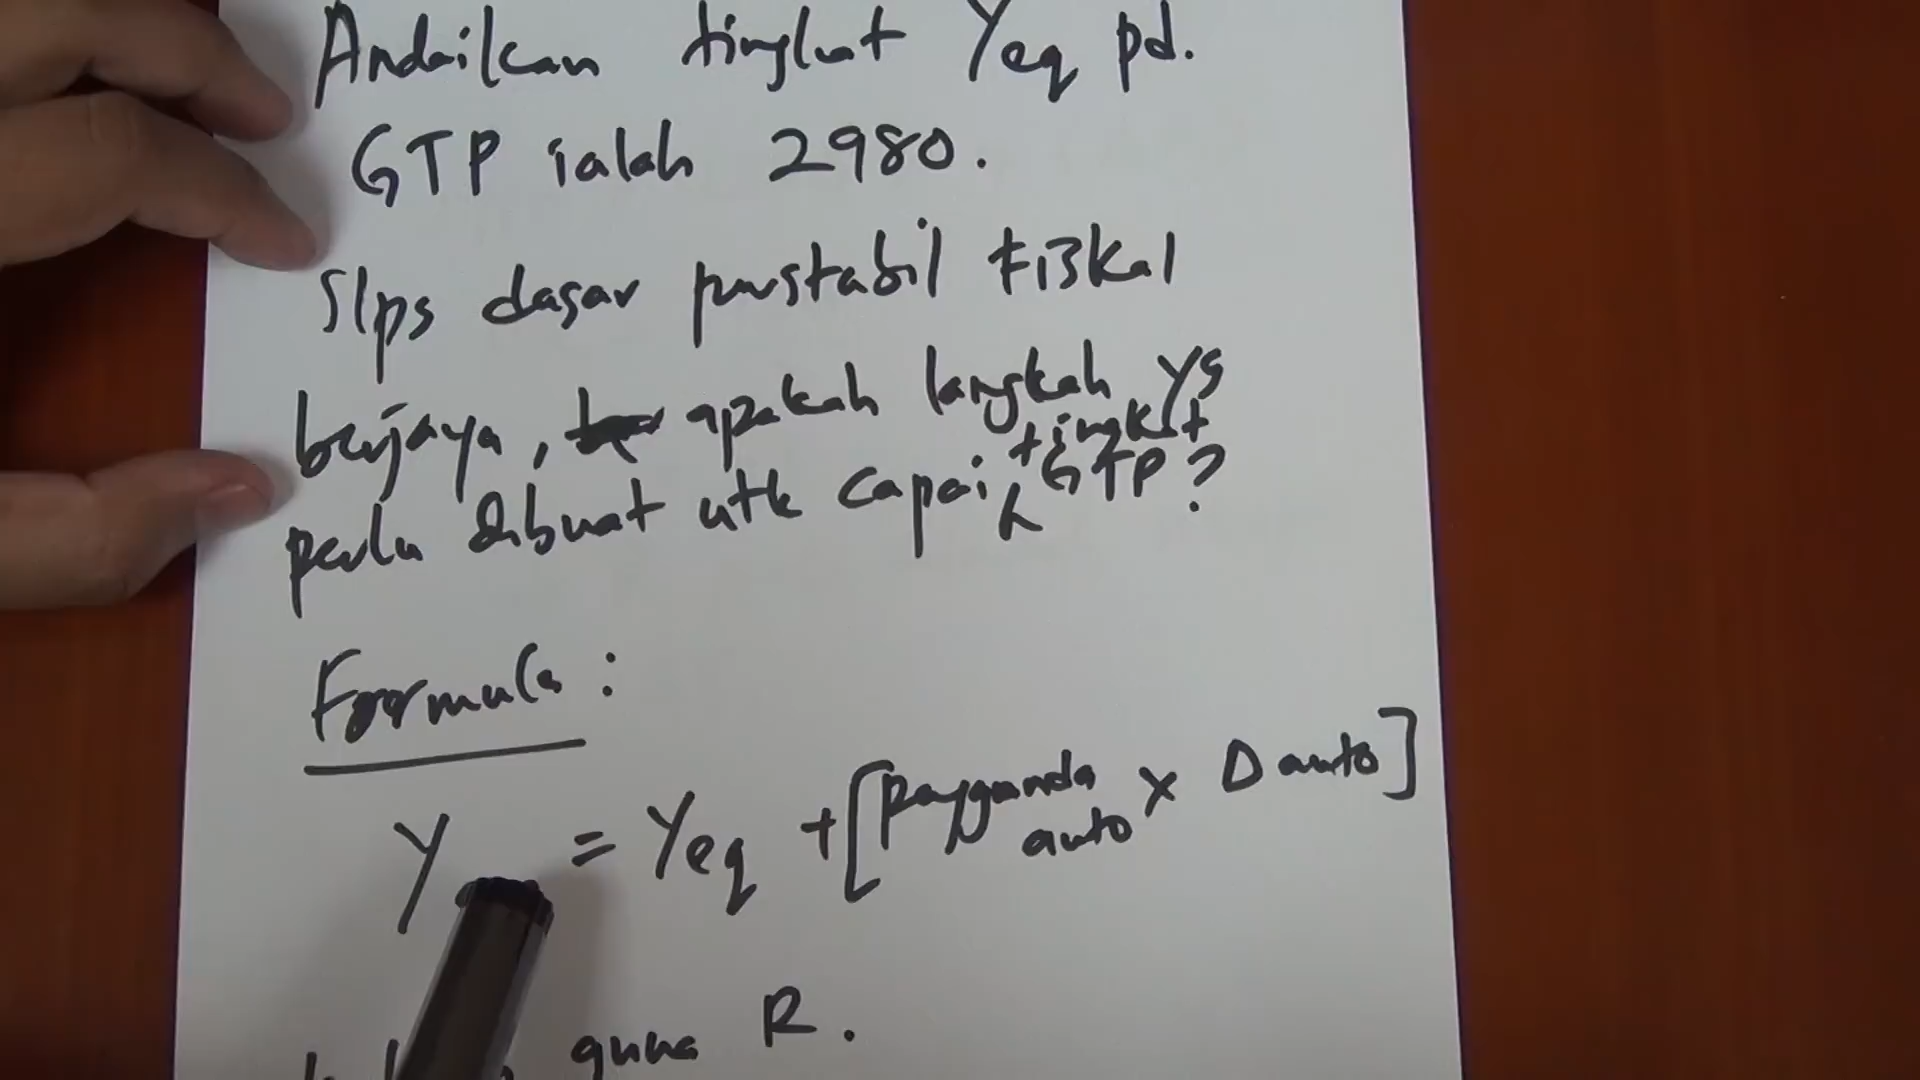 Andaikan tingkat Yeq pd.
GTP ialah 2980.
Slps dasar penstabil fiskal
berjaya, apakah langkah yg
perlu dibuat utk capai tingkat GTP?
Formula:
Y = Yeq + [Pengganda auto x Δ auto]
guna R.